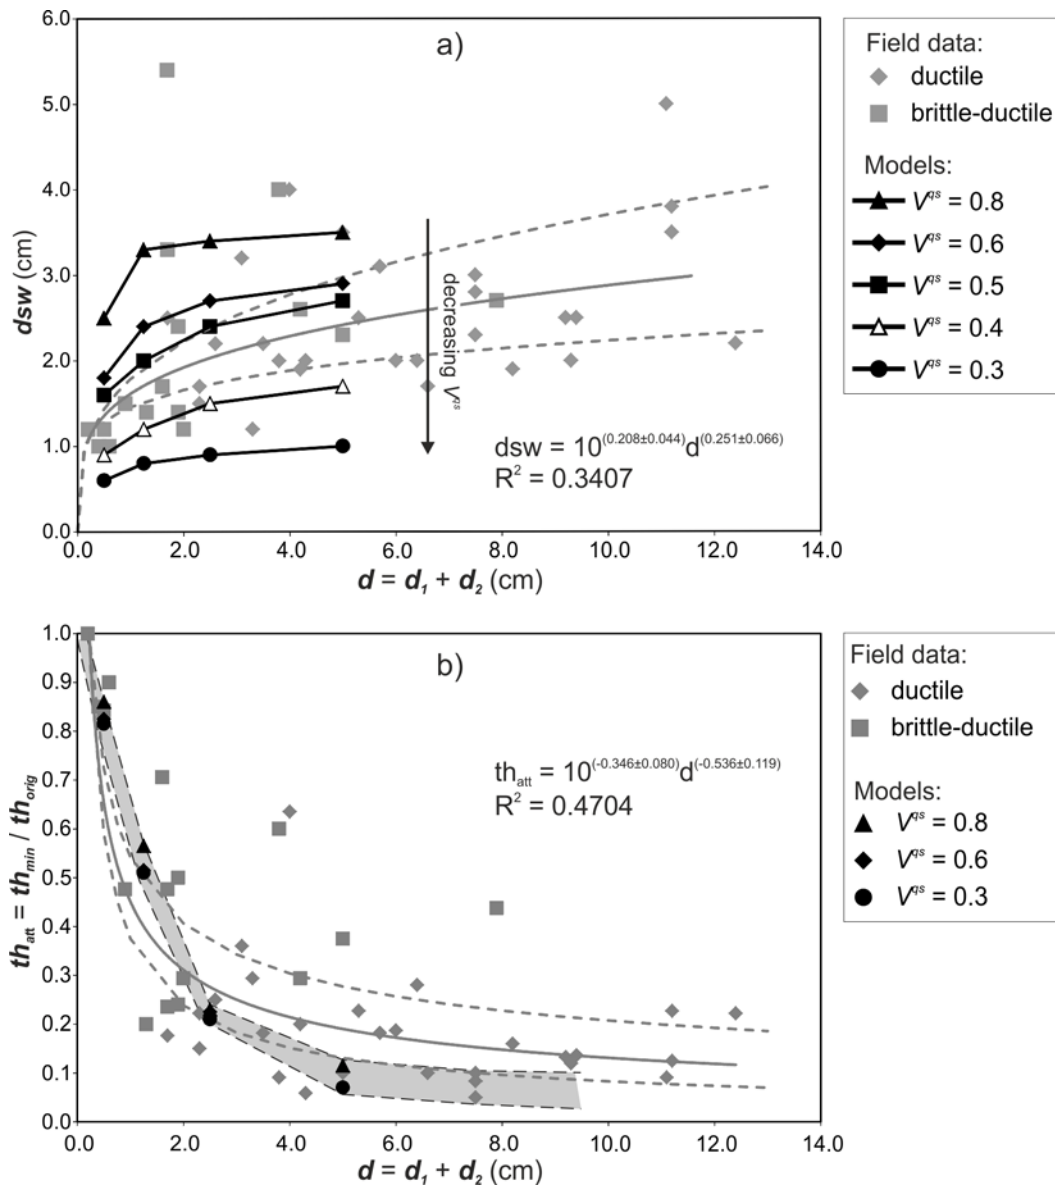 a)
6.0
5.0
4.0
3.0
2.0
1.0
0.0
dsw (cm)
decreasing V^qs
dsw = 10^(0.208±0.044) d^(0.251±0.066)
R² = 0.3407
0.0 2.0 4.0 6.0 8.0 10.0 12.0 14.0
d = d₁ + d₂ (cm)
Field data:
ductile
brittle-ductile
Models:
V^qs = 0.8
V^qs = 0.6
V^qs = 0.5
V^qs = 0.4
V^qs = 0.3
b)
1.0
0.9
0.8
0.7
0.6
0.5
0.4
0.3
0.2
0.1
0.0
th_att = th_min / th_orig
th_att = 10^(-0.346±0.080) d^(-0.536±0.119)
R² = 0.4704
0.0 2.0 4.0 6.0 8.0 10.0 12.0 14.0
d = d₁ + d₂ (cm)
Field data:
ductile
brittle-ductile
Models:
V^qs = 0.8
V^qs = 0.6
V^qs = 0.3